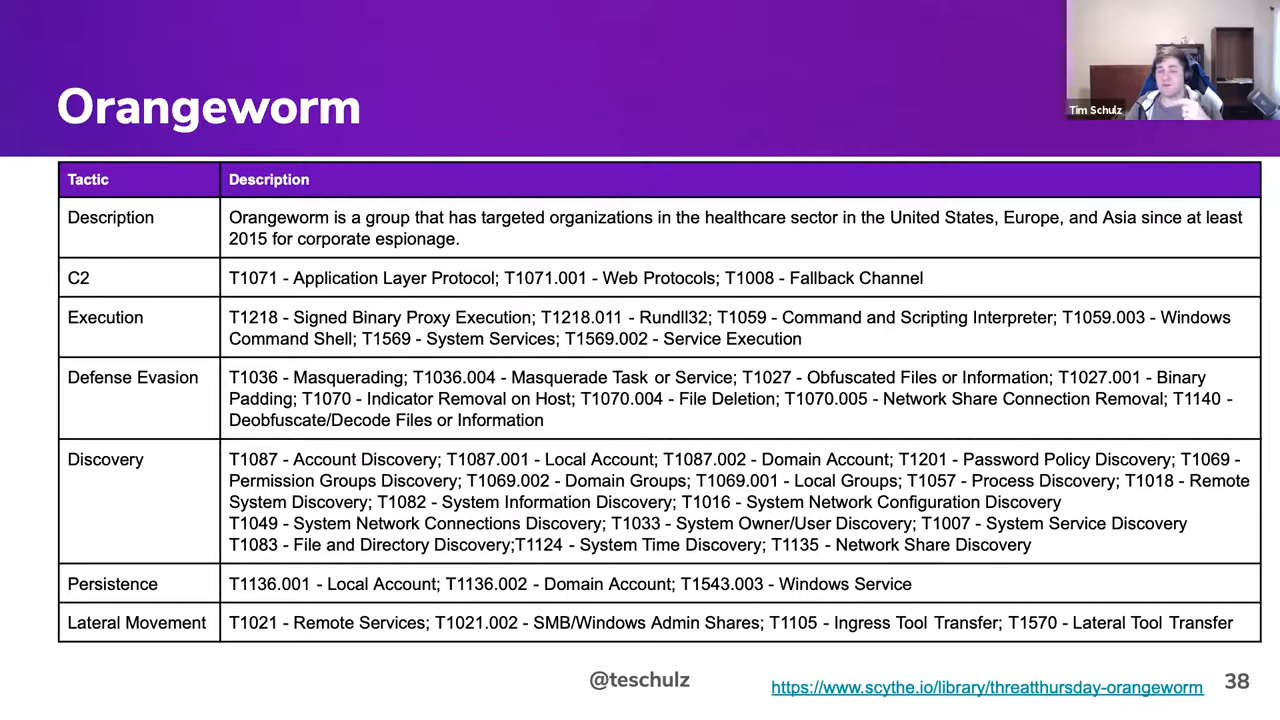 Orangeworm
Tim Schulz
Tactic
Description
Description
Orangeworm is a group that has targeted organizations in the healthcare sector in the United States, Europe, and Asia since at least
2015 for corporate espionage.
C2
T1071 - Application Layer Protocol; T1071.001 - Web Protocols; T1008 - Fallback Channel
Execution
T1218 - Signed Binary Proxy Execution; T1218.011 - Rundll32; T1059 - Command and Scripting Interpreter; T1059.003 - Windows
Command Shell; T1569 - System Services; T1569.002 - Service Execution
Defense Evasion
T1036 - Masquerading; T1036.004 - Masquerade Task or Service; T1027 - Obfuscated Files or Information; T1027.001 - Binary
Padding; T1070 - Indicator Removal on Host; T1070.004 - File Deletion; T1070.005 - Network Share Connection Removal; T1140 -
Deobfuscate/Decode Files or Information
Discovery
T1087 - Account Discovery; T1087.001 - Local Account; T1087.002 - Domain Account; T1201 - Password Policy Discovery; T1069 -
Permission Groups Discovery; T1069.002 - Domain Groups; T1069.001 - Local Groups; T1057 - Process Discovery; T1018 - Remote
System Discovery; T1082 - System Information Discovery; T1016 - System Network Configuration Discovery
T1049 - System Network Connections Discovery; T1033 - System Owner/User Discovery; T1007 - System Service Discovery
T1083 - File and Directory Discovery;T1124 - System Time Discovery; T1135 - Network Share Discovery
Persistence
T1136.001 - Local Account; T1136.002 - Domain Account; T1543.003 - Windows Service
Lateral Movement
T1021 - Remote Services; T1021.002 - SMB/Windows Admin Shares; T1105 - Ingress Tool Transfer; T1570 - Lateral Tool Transfer
@teschulz
https://www.scythe.io/library/threatthursday-orangeworm
38